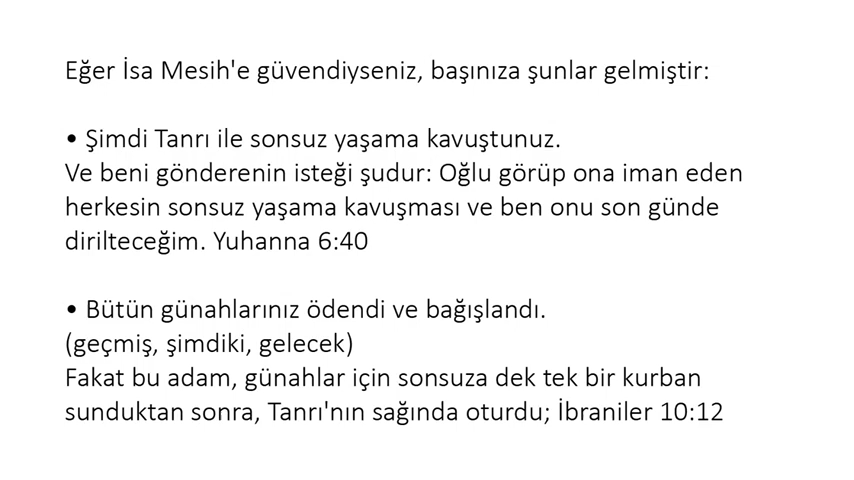 Eğer İsa Mesih'e güvendiyseniz, başınıza şunlar gelmiştir:
• Şimdi Tanrı ile sonsuz yaşama kavuştunuz.
Ve beni gönderenin isteği şudur: Oğlu görüp ona iman eden
herkesin sonsuz yaşama kavuşması ve ben onu son günde
dirilteceğim. Yuhanna 6:40
• Bütün günahlarınız ödendi ve bağışlandı.
(geçmiş, şimdiki, gelecek)
Fakat bu adam, günahlar için sonsuza dek tek bir kurban
sunduktan sonra, Tanrı'nın sağında oturdu; İbraniler 10:12